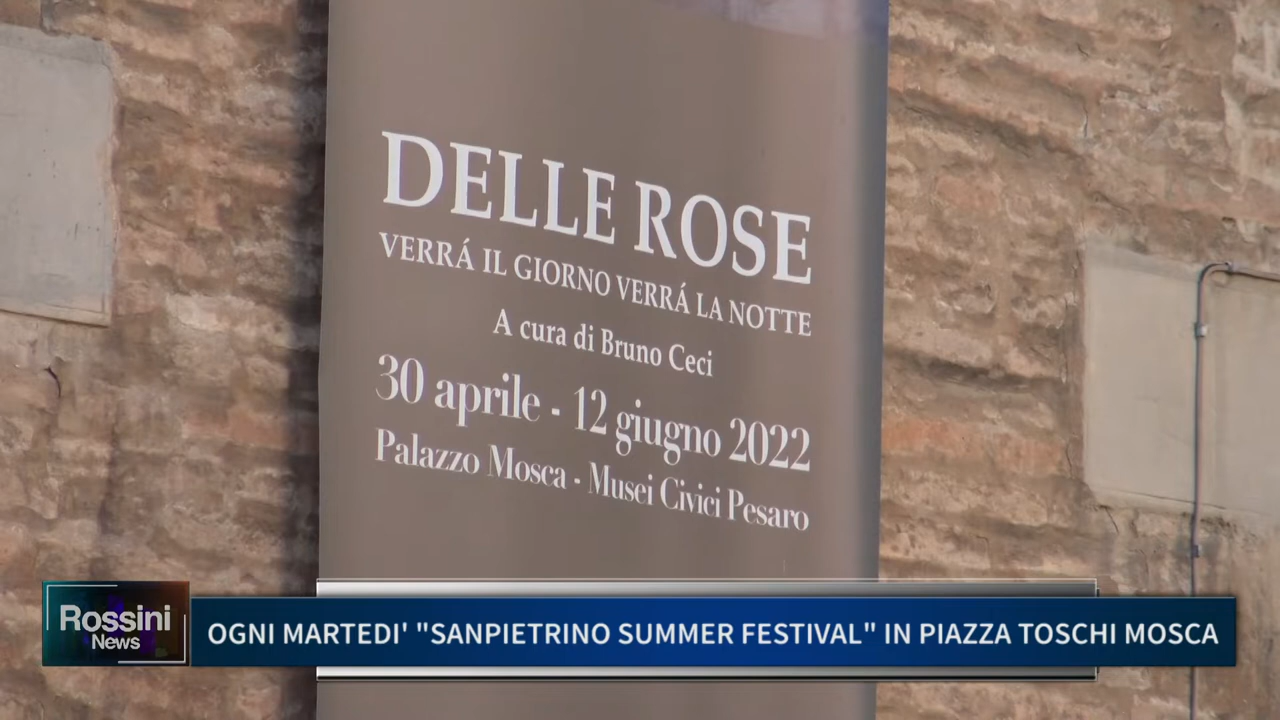 DELLE ROSE
VERRÁ IL GIORNO VERRÁ LA NOTTE
A cura di Bruno Ceci
30 aprile - 12 giugno 2022
Palazzo Mosca - Musei Civici Pesaro
Rossini
News
OGNI MARTEDI' "SANPIETRINO SUMMER FESTIVAL" IN PIAZZA TOSCHI MOSCA